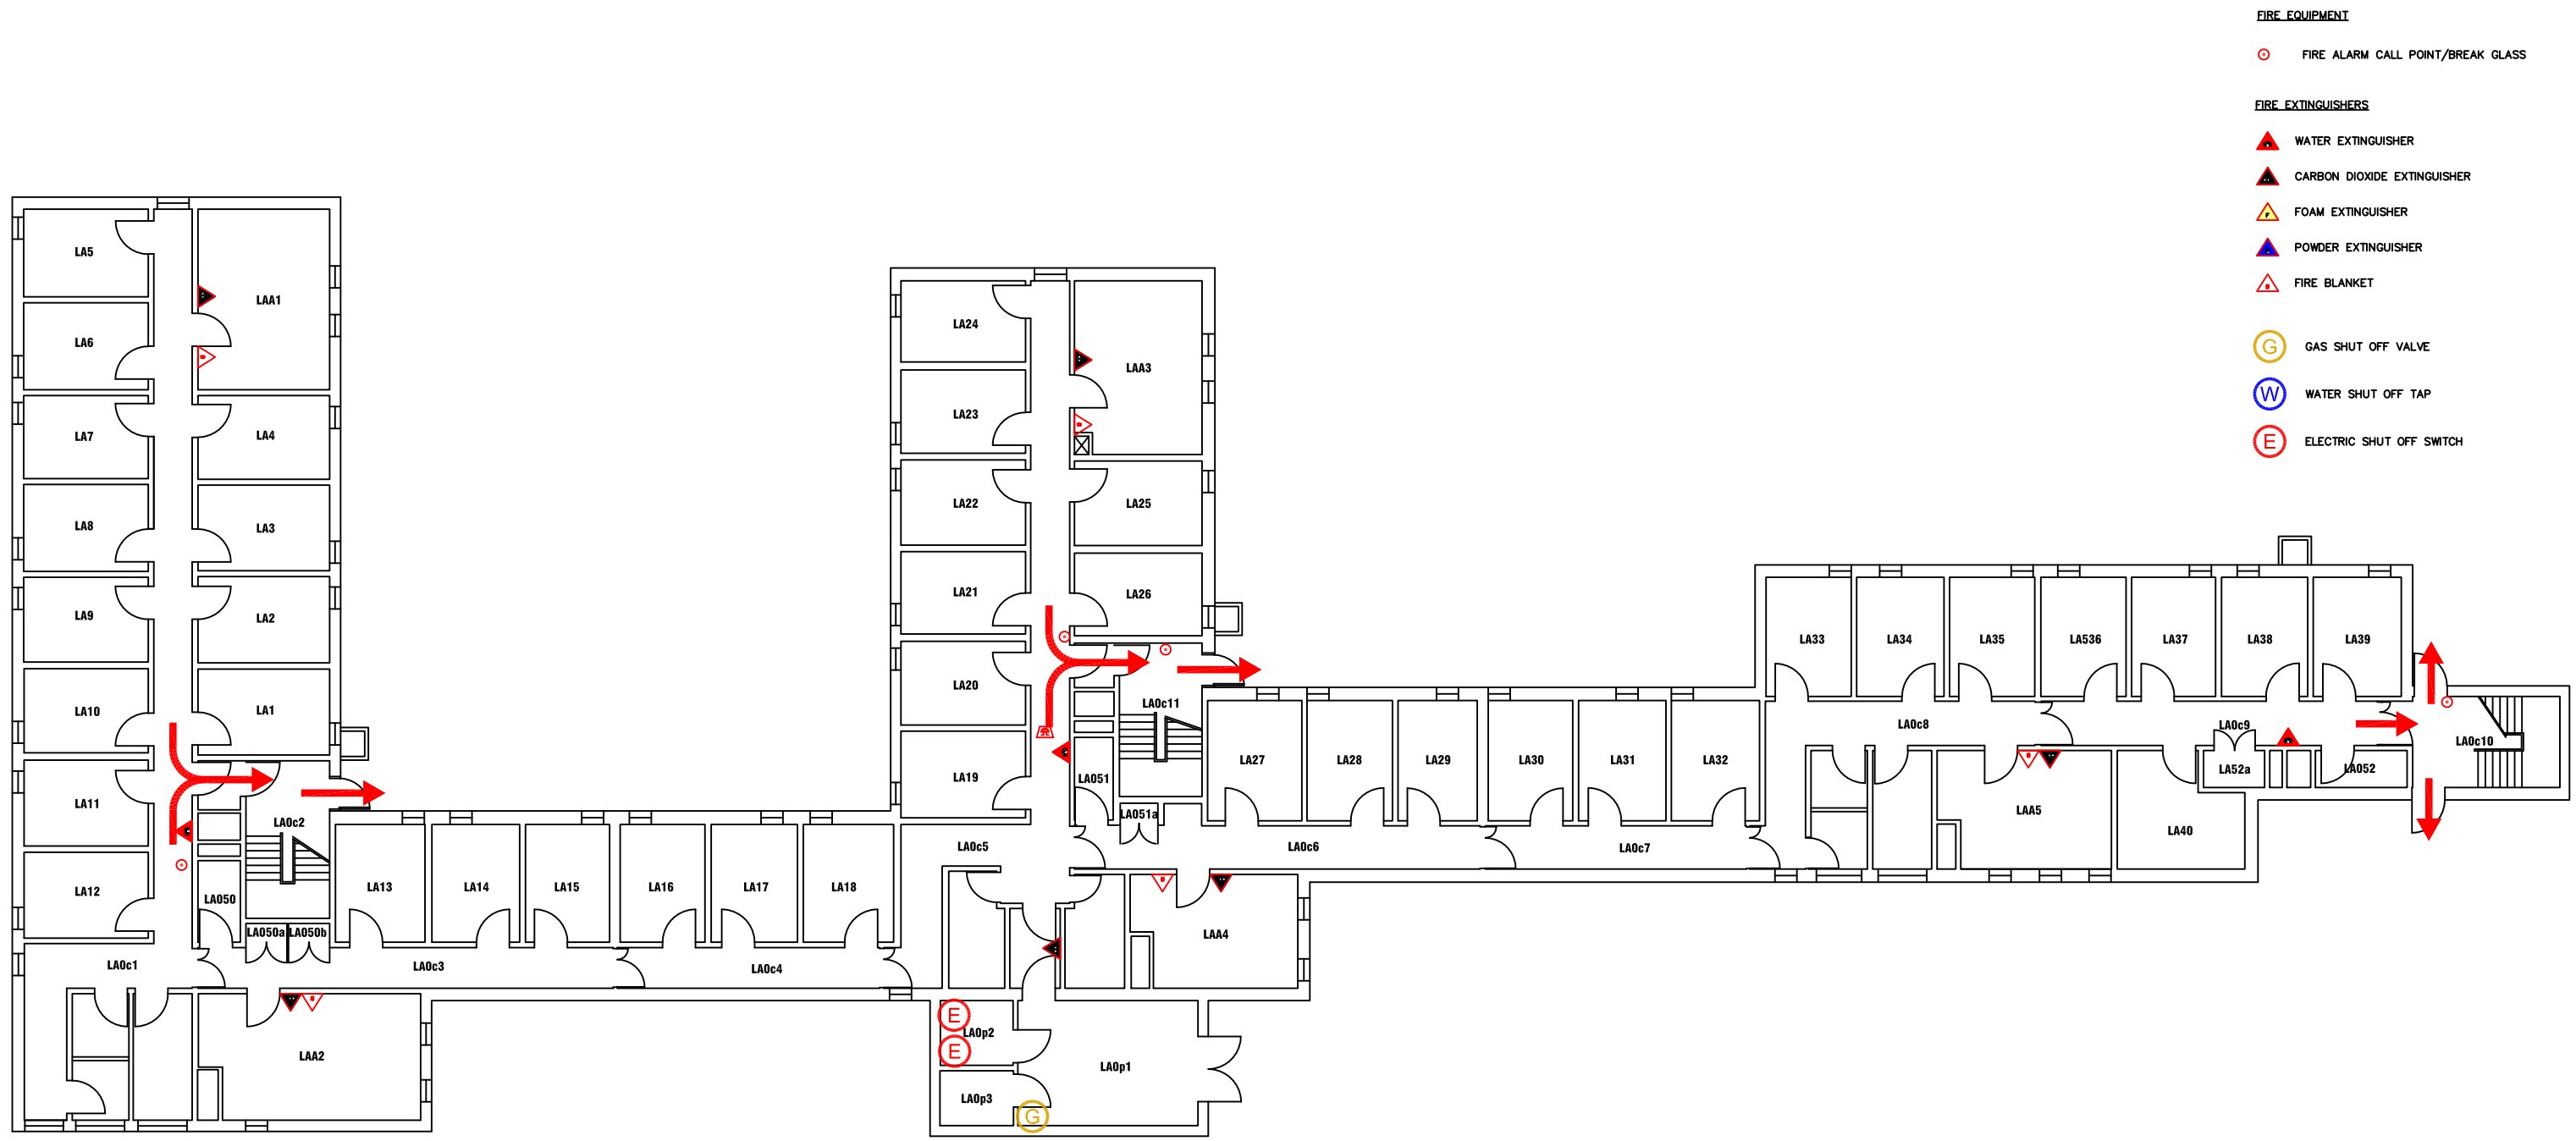 FIRE EQUIPMENT
FIRE ALARM CALL POINT/BREAK GLASS
FIRE EXTINGUISHERS
WATER EXTINGUISHER
CARBON DIOXIDE EXTINGUISHER
FOAM EXTINGUISHER
POWDER EXTINGUISHER
FIRE BLANKET
G GAS SHUT OFF VALVE
W WATER SHUT OFF TAP
E ELECTRIC SHUT OFF SWITCH
LA5
LAA1
LA6
LA7
LA4
LA8
LA3
LA9
LA2
LA10
LA1
LA11
LA0c2
LA12
LA050
LA050a
LA050b
LA0c1
LA0c3
LAA2
LA13
LA14
LA15
LA16
LA17
LA18
LA0c4
LA24
LAA3
LA23
LA22
LA25
LA21
LA26
LA20
LA0c11
LA19
LA051
LA051a
LA0c5
LA27
LA28
LA29
LA30
LA31
LA32
LA0c6
LA0c7
LAA4
E
LA0p2
E
LA0p1
LA0p3
G
LA33
LA34
LA35
LA536
LA37
LA38
LA39
LA0c8
LA0c9
LA0c10
LA52a
LA052
LAA5
LA40